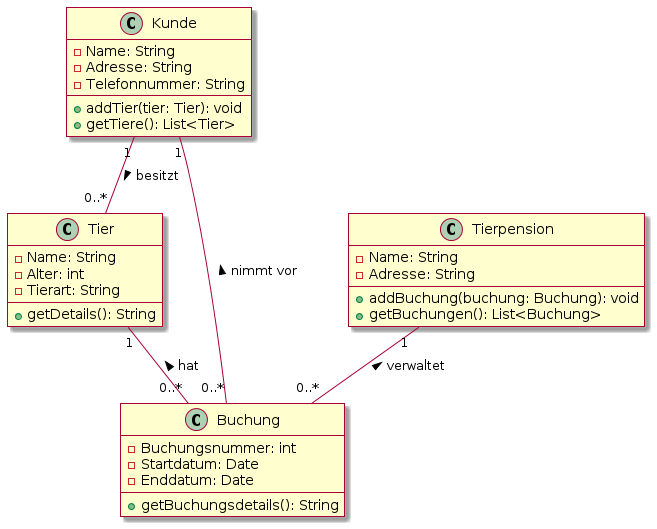 C Kunde
Name: String
Adresse: String
Telefonnummer: String
addTier(tier: Tier): void
getTiere(): List<Tier>
1
1
besitzt
0..*
C Tier
Name: String
Alter: int
Tierart: String
getDetails(): String
nimmt vor
C Tierpension
Name: String
Adresse: String
addBuchung(buchung: Buchung): void
getBuchungen(): List<Buchung>
1
1
hat
verwaltet
0..*
0..*
0..*
C Buchung
Buchungsnummer: int
Startdatum: Date
Enddatum: Date
getBuchungsdetails(): String